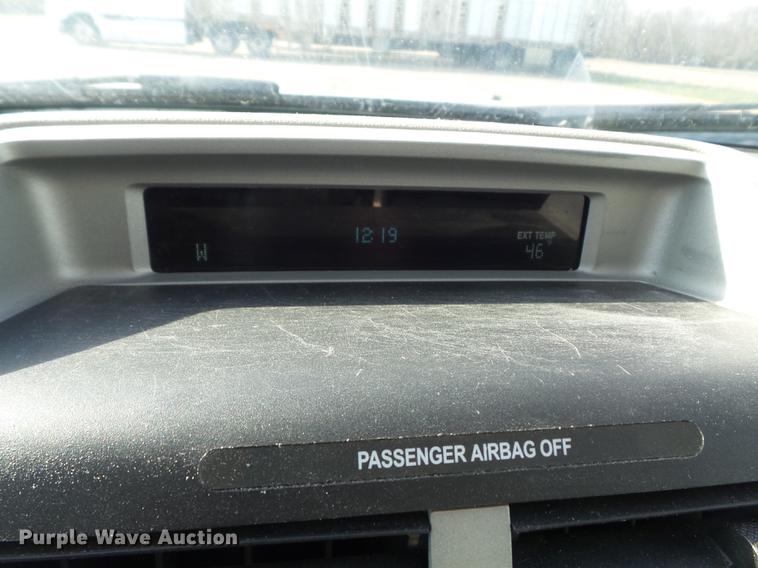 12:19
EXT TEMP
W
46 °F
PASSENGER AIRBAG OFF
Purple Wave Auction